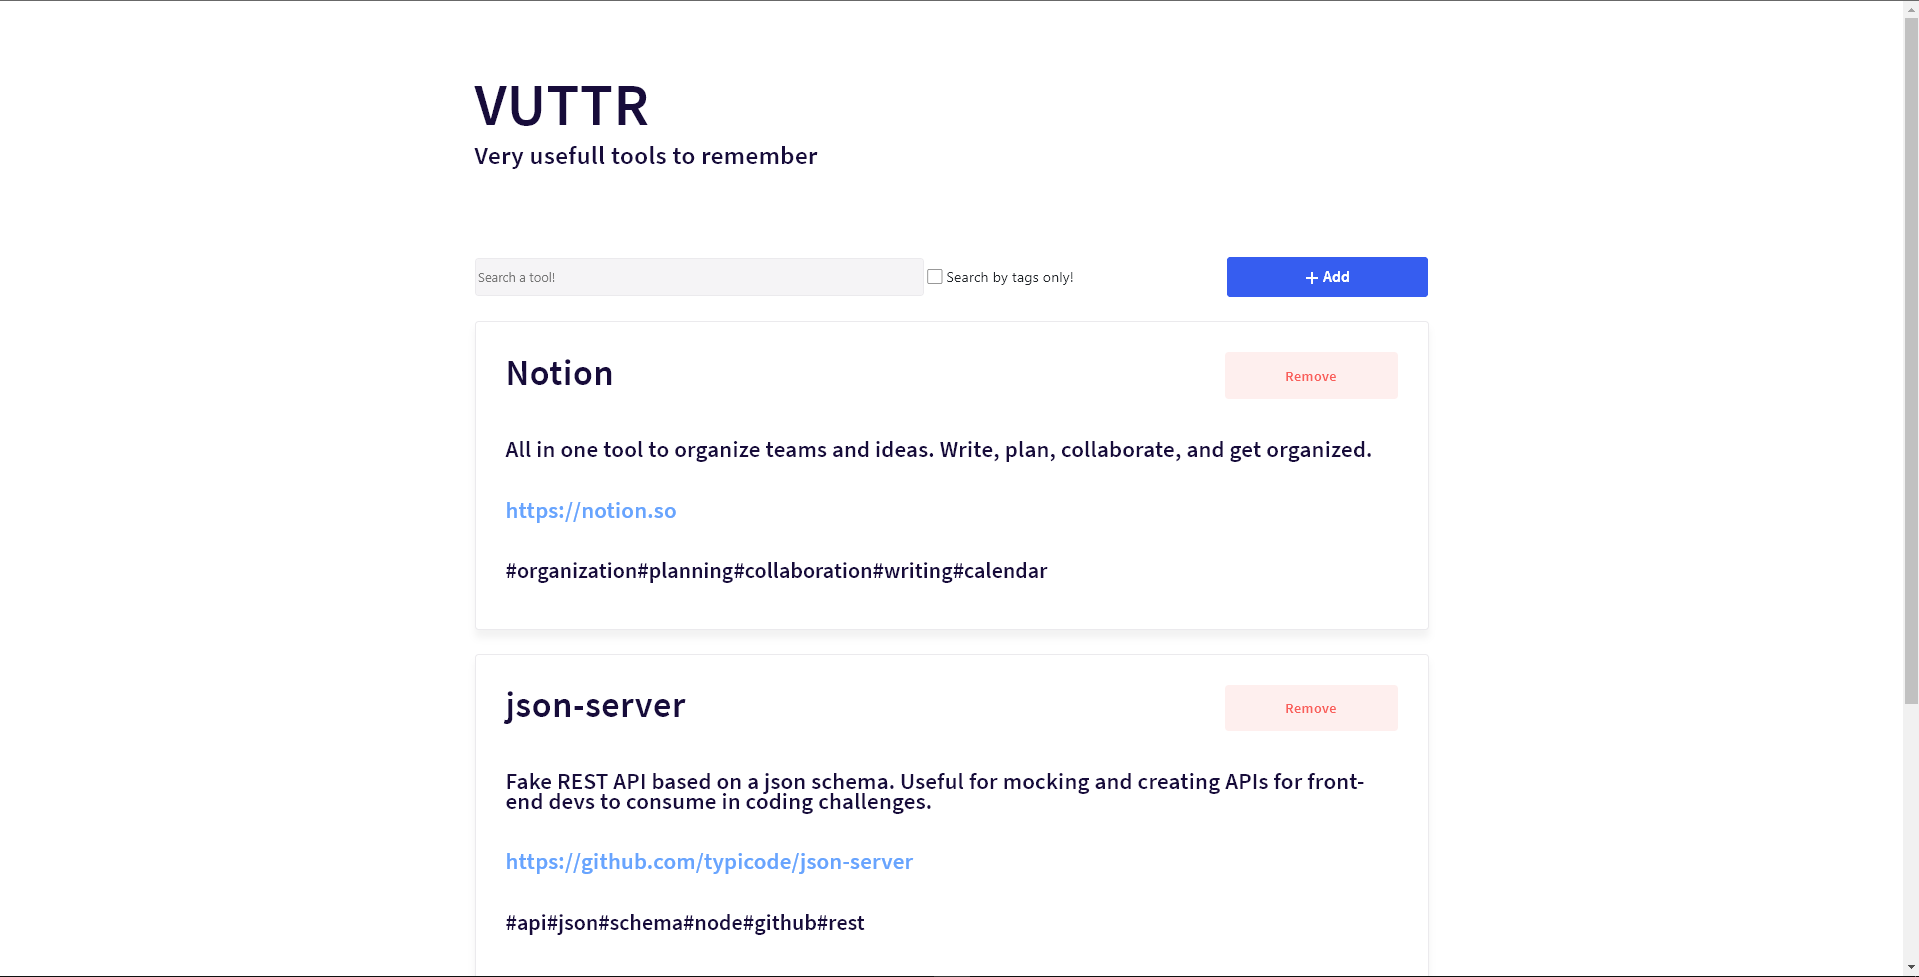 VUTTR
Very usefull tools to remember
Search a tool!
Search by tags only!
+ Add
Notion
Remove
All in one tool to organize teams and ideas. Write, plan, collaborate, and get organized.
https://notion.so
#organization#planning#collaboration#writing#calendar
json-server
Remove
Fake REST API based on a json schema. Useful for mocking and creating APIs for front-
end devs to consume in coding challenges.
https://github.com/typicode/json-server
#api#json#schema#node#github#rest